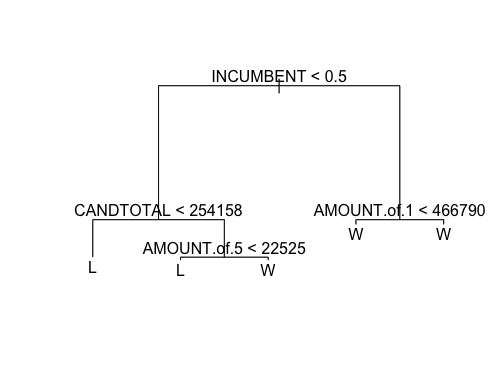 INCUMBENT < 0.5
CANDTOTAL < 254158
AMOUNT.of.1 < 466790
W
W
AMOUNT.of.5 < 22525
L
L
W